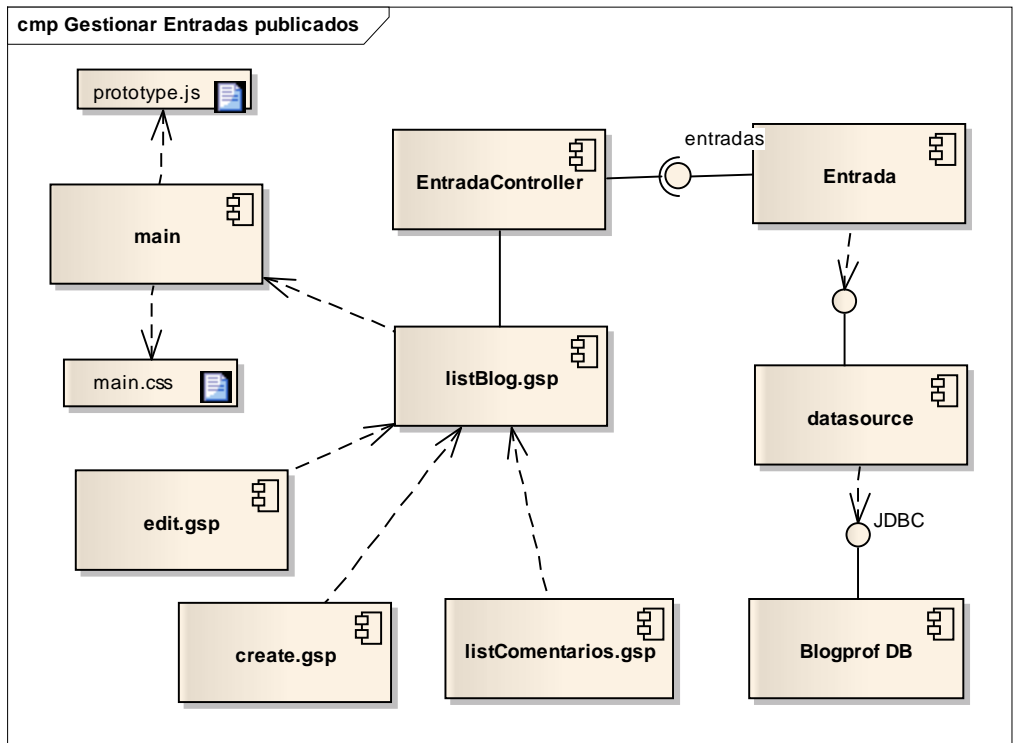 cmp Gestionar Entradas publicados
prototype.js
entradas
EntradaController
Entrada
main
main.css
listBlog.gsp
datasource
edit.gsp
JDBC
create.gsp
listComentarios.gsp
Blogprof DB